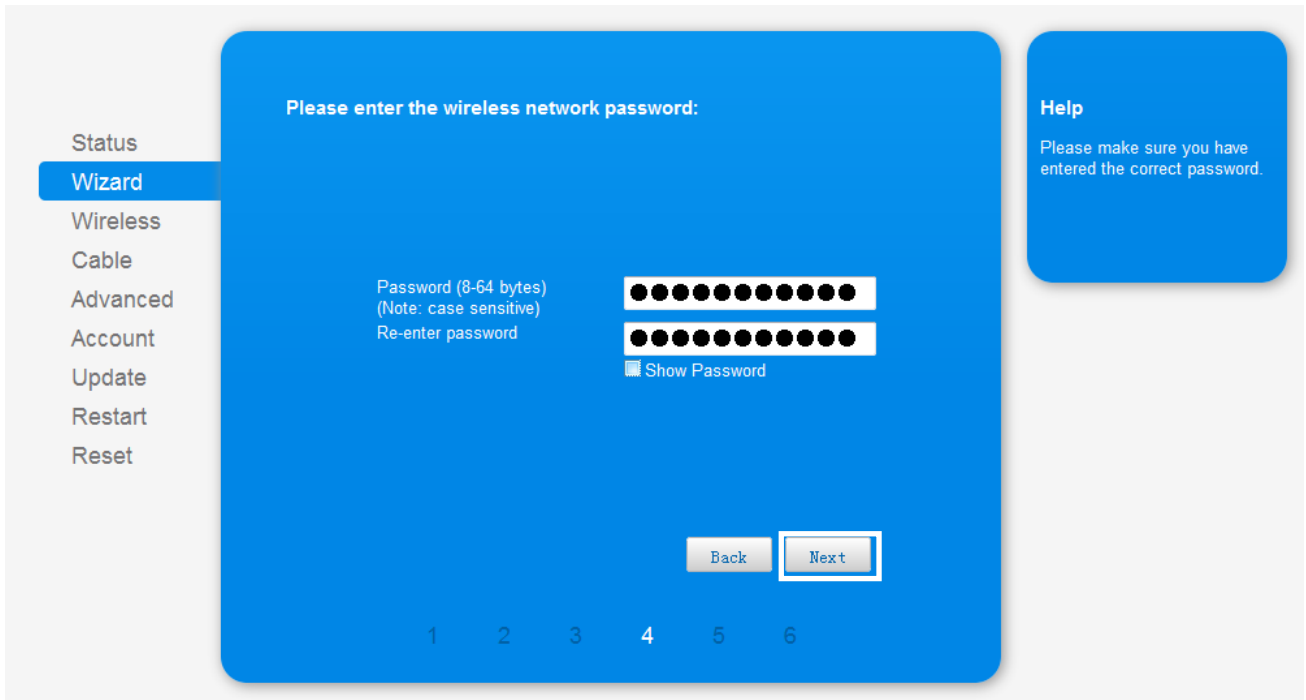 Status
Wizard
Wireless
Cable
Advanced
Account
Update
Restart
Reset
Please enter the wireless network password:
Password (8-64 bytes)
(Note: case sensitive)
Re-enter password
Show Password
Back Next
1 2 3 4 5 6
Help
Please make sure you have
entered the correct password.